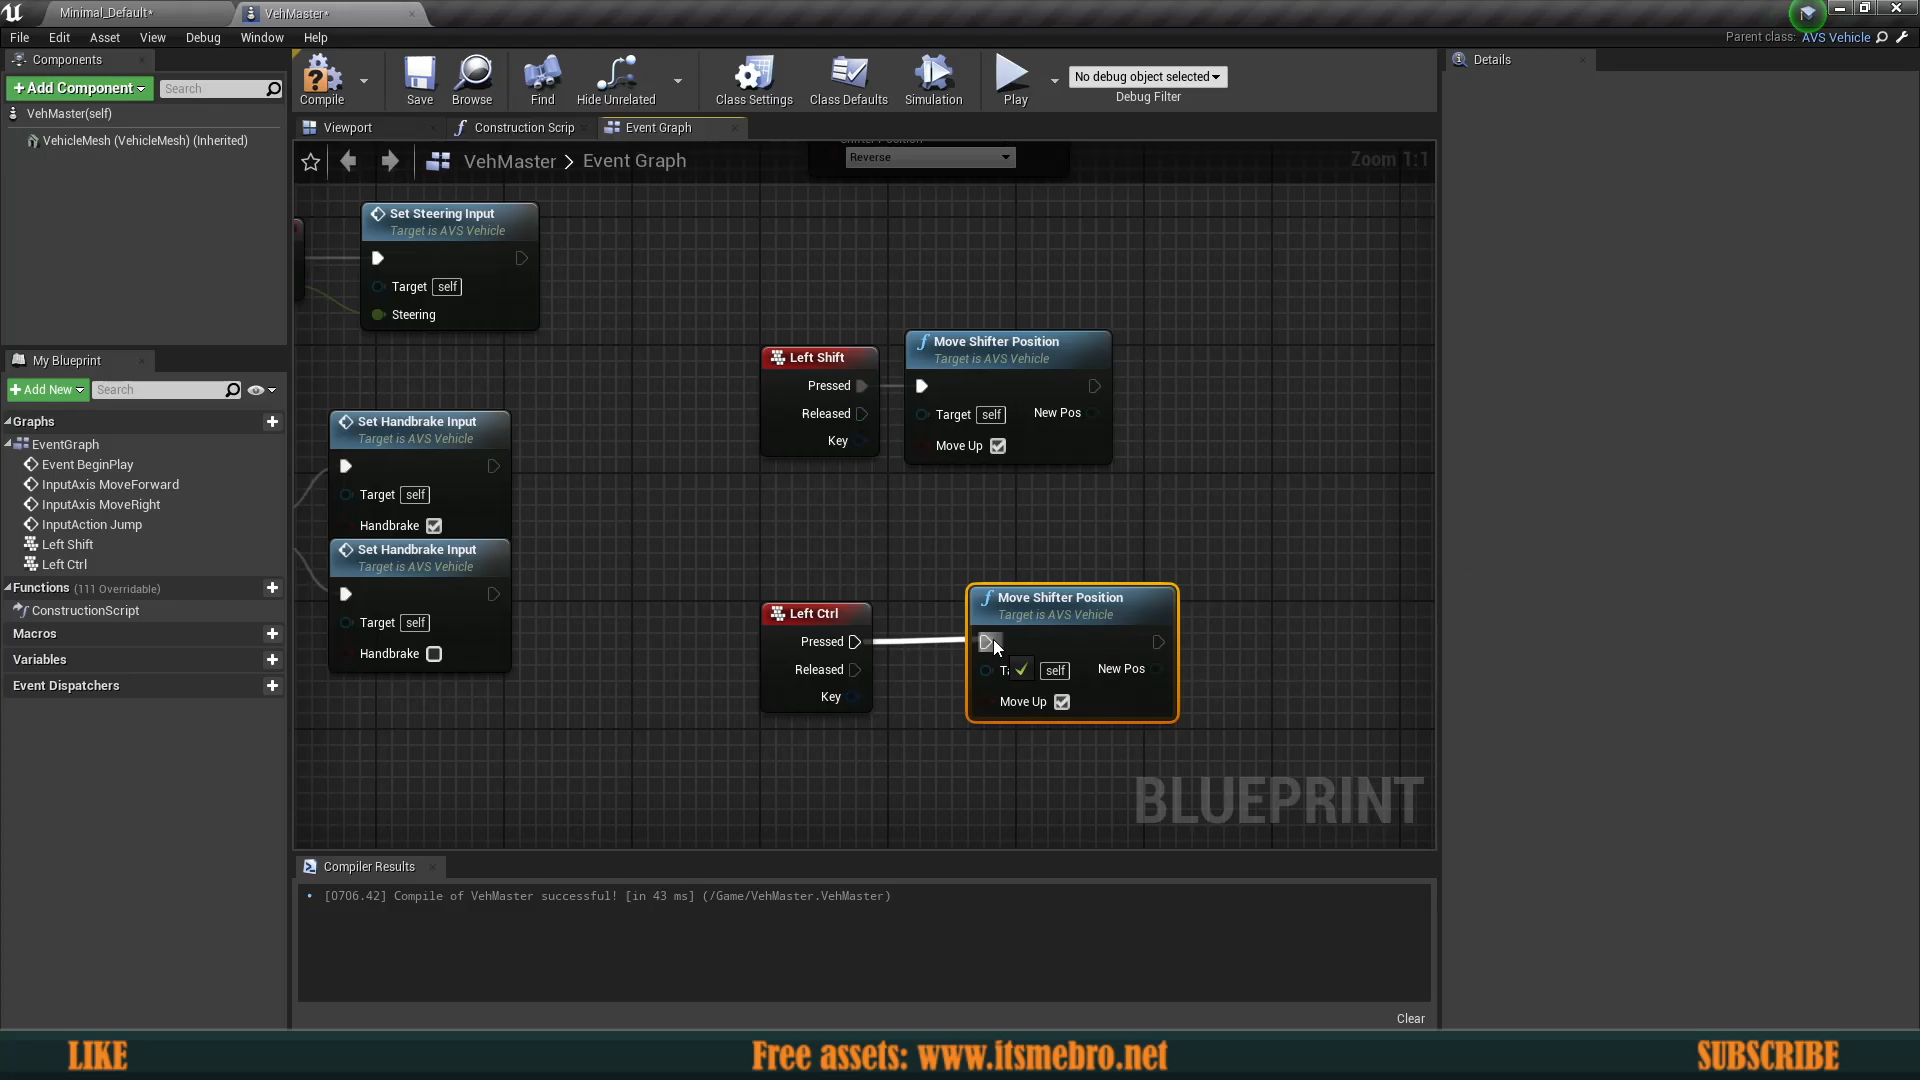 Minimal_Default*
VehMaster*
File
Edit
Asset
View
Debug
Window
Help
Parent class: AVS Vehicle
Components
+Add Component
Search
VehMaster(self)
VehicleMesh (VehicleMesh) (Inherited)
Compile
Save
Browse
Find
Hide Unrelated
Class Settings
Class Defaults
Simulation
Play
No debug object selected
Debug Filter
Details
Viewport
Construction Scrip
Event Graph
VehMaster > Event Graph
Reverse
Zoom 1:1
Set Steering Input
Target is AVS Vehicle
Target self
Steering
My Blueprint
+Add New
Search
Graphs
EventGraph
Event BeginPlay
InputAxis MoveForward
InputAxis MoveRight
InputAction Jump
Left Shift
Left Ctrl
Functions (111 Overridable)
ConstructionScript
Macros
Variables
Event Dispatchers
Set Handbrake Input
Target is AVS Vehicle
Target self
Handbrake
Set Handbrake Input
Target is AVS Vehicle
Target self
Handbrake
Left Shift
Pressed
Released
Key
Move Shifter Position
Target is AVS Vehicle
Target self
New Pos
Move Up
Left Ctrl
Pressed
Released
Key
Move Shifter Position
Target is AVS Vehicle
self
New Pos
Move Up
BLUEPRINT
Compiler Results
[0706.42] Compile of VehMaster successful! [in 43 ms] (/Game/VehMaster.VehMaster)
Clear
LIKE
Free assets: www.itsmebro.net
SUBSCRIBE